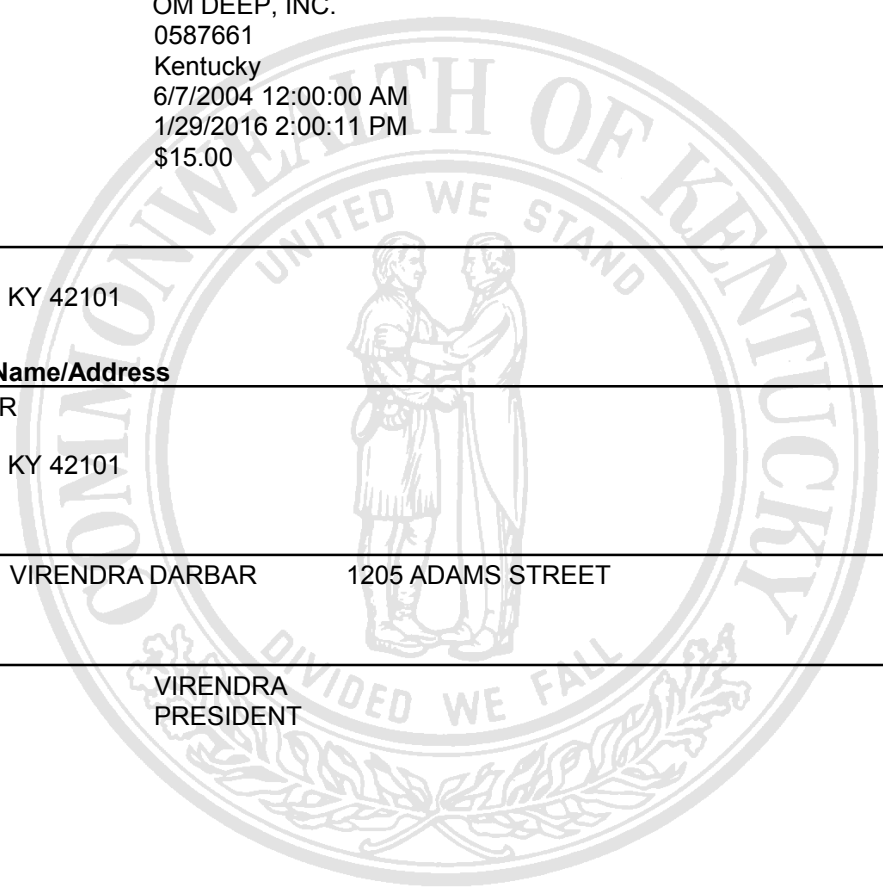 OM DEEP, INC.
0587661
Kentucky
6/7/2004 12:00:00 AM
1/29/2016 2:00:11 PM
$15.00
KY 42101
Name/Address
R
KY 42101
VIRENDRA DARBAR 1205 ADAMS STREET
VIRENDRA
PRESIDENT
COMMONWEALTH OF KENTUCKY
UNITED WE STAND
DIVIDED WE FALL